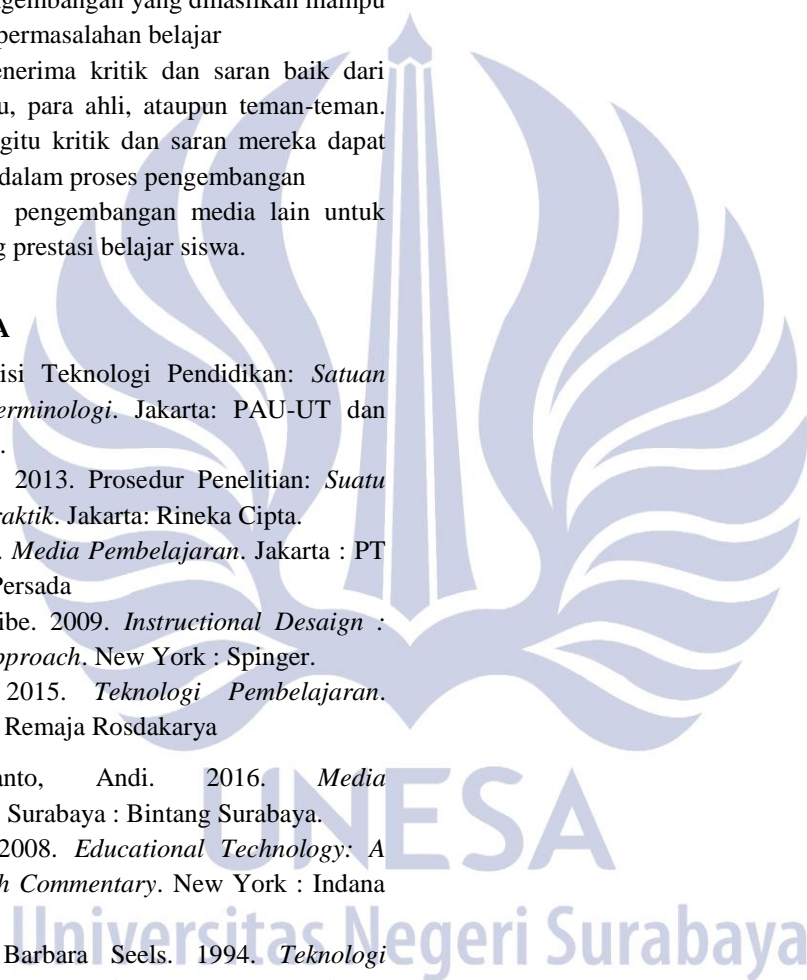 ngembangan yang dihasilkan mampu
permasalahan belajar
enerima kritik dan saran baik dari
u, para ahli, ataupun teman-teman.
gitu kritik dan saran mereka dapat
dalam proses pengembangan
pengembangan media lain untuk
g prestasi belajar siswa.
A
isi Teknologi Pendidikan: Satuan
erminologi. Jakarta: PAU-UT dan
.
2013. Prosedur Penelitian: Suatu
raktik. Jakarta: Rineka Cipta.
. Media Pembelajaran. Jakarta : PT
Persada
ibe. 2009. Instructional Desaign :
pproach. New York : Spinger.
2015. Teknologi Pembelajaran.
Remaja Rosdakarya
anto, Andi. 2016. Media
Surabaya : Bintang Surabaya.
2008. Educational Technology: A
h Commentary. New York : Indana
Barbara Seels. 1994. Teknologi
UNESA
Universitas Negeri Surabaya